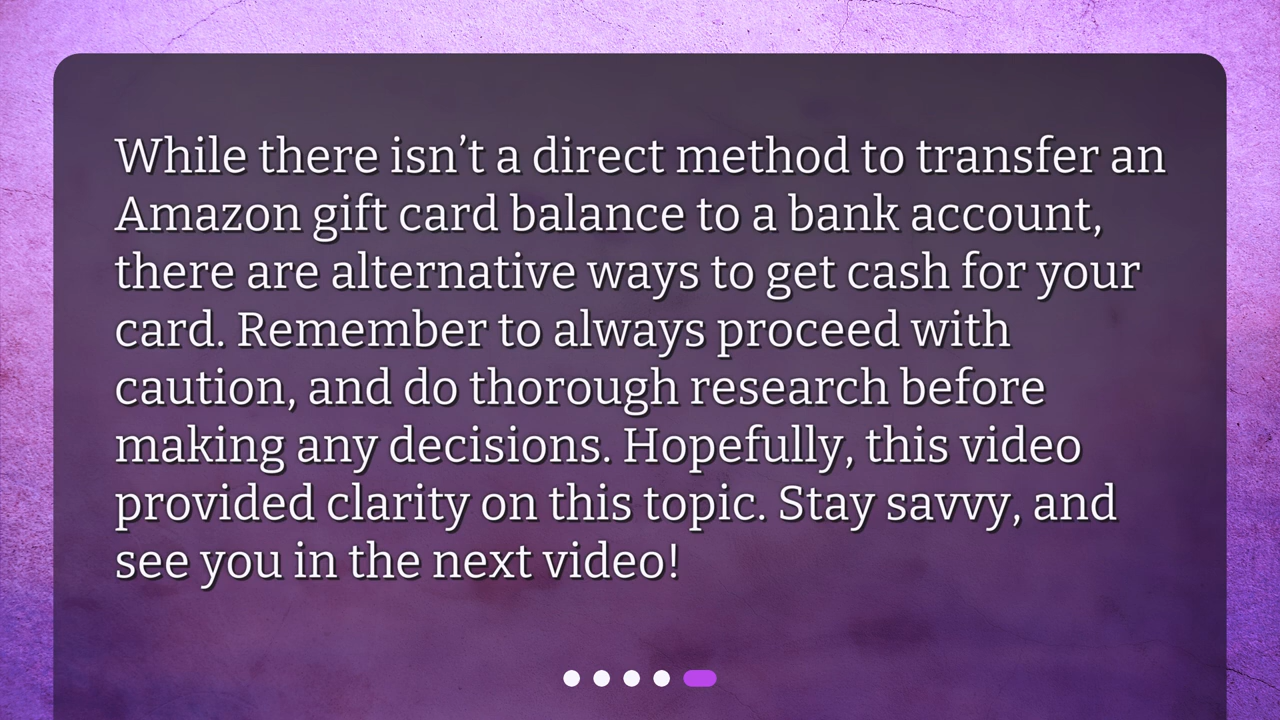 While there isn’t a direct method to transfer an
Amazon gift card balance to a bank account,
there are alternative ways to get cash for your
card. Remember to always proceed with
caution, and do thorough research before
making any decisions. Hopefully, this video
provided clarity on this topic. Stay savvy, and
see you in the next video!